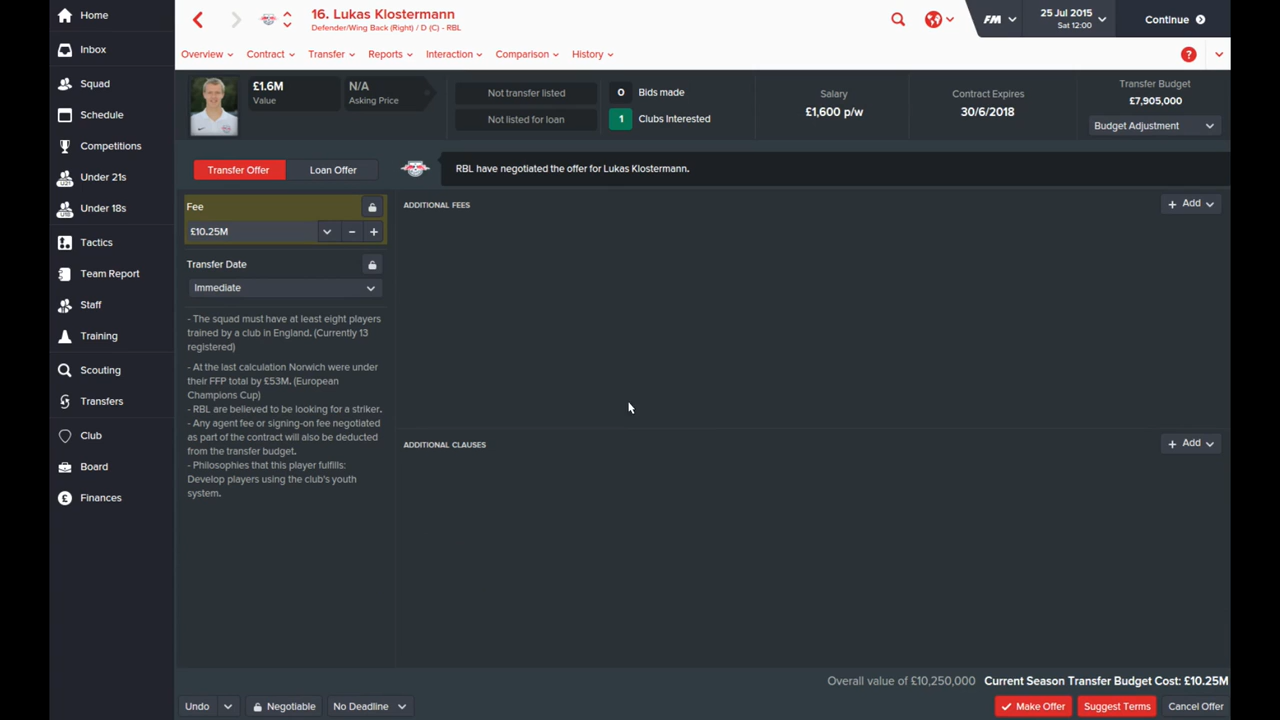 Home
Inbox
Squad
Schedule
Competitions
Under 21s
U21
Under 18s
U18
Tactics
Team Report
Staff
Training
Scouting
Transfers
Club
Board
£ Finances
16. Lukas Klostermann
Defender/Wing Back (Right) / D (C) - RBL
FM
25 Jul 2015
Sat 12:00
Continue
Overview
Contract
Transfer
Reports
Interaction
Comparison
History
?
£1.6M
Value
N/A
Asking Price
Not transfer listed
Not listed for loan
0 Bids made
1 Clubs Interested
Salary
£1,600 p/w
Contract Expires
30/6/2018
Transfer Budget
£7,905,000
Budget Adjustment
Transfer Offer
Loan Offer
RBL have negotiated the offer for Lukas Klostermann.
Fee
£10.25M
Transfer Date
Immediate
- The squad must have at least eight players
trained by a club in England. (Currently 13
registered)
- At the last calculation Norwich were under
their FFP total by £53M. (European
Champions Cup)
- RBL are believed to be looking for a striker.
- Any agent fee or signing-on fee negotiated
as part of the contract will also be deducted
from the transfer budget.
- Philosophies that this player fulfills:
Develop players using the club's youth
system.
ADDITIONAL FEES
+ Add
ADDITIONAL CLAUSES
+ Add
Overall value of £10,250,000 Current Season Transfer Budget Cost: £10.25M
Undo
Negotiable
No Deadline
Make Offer
Suggest Terms
Cancel Offer